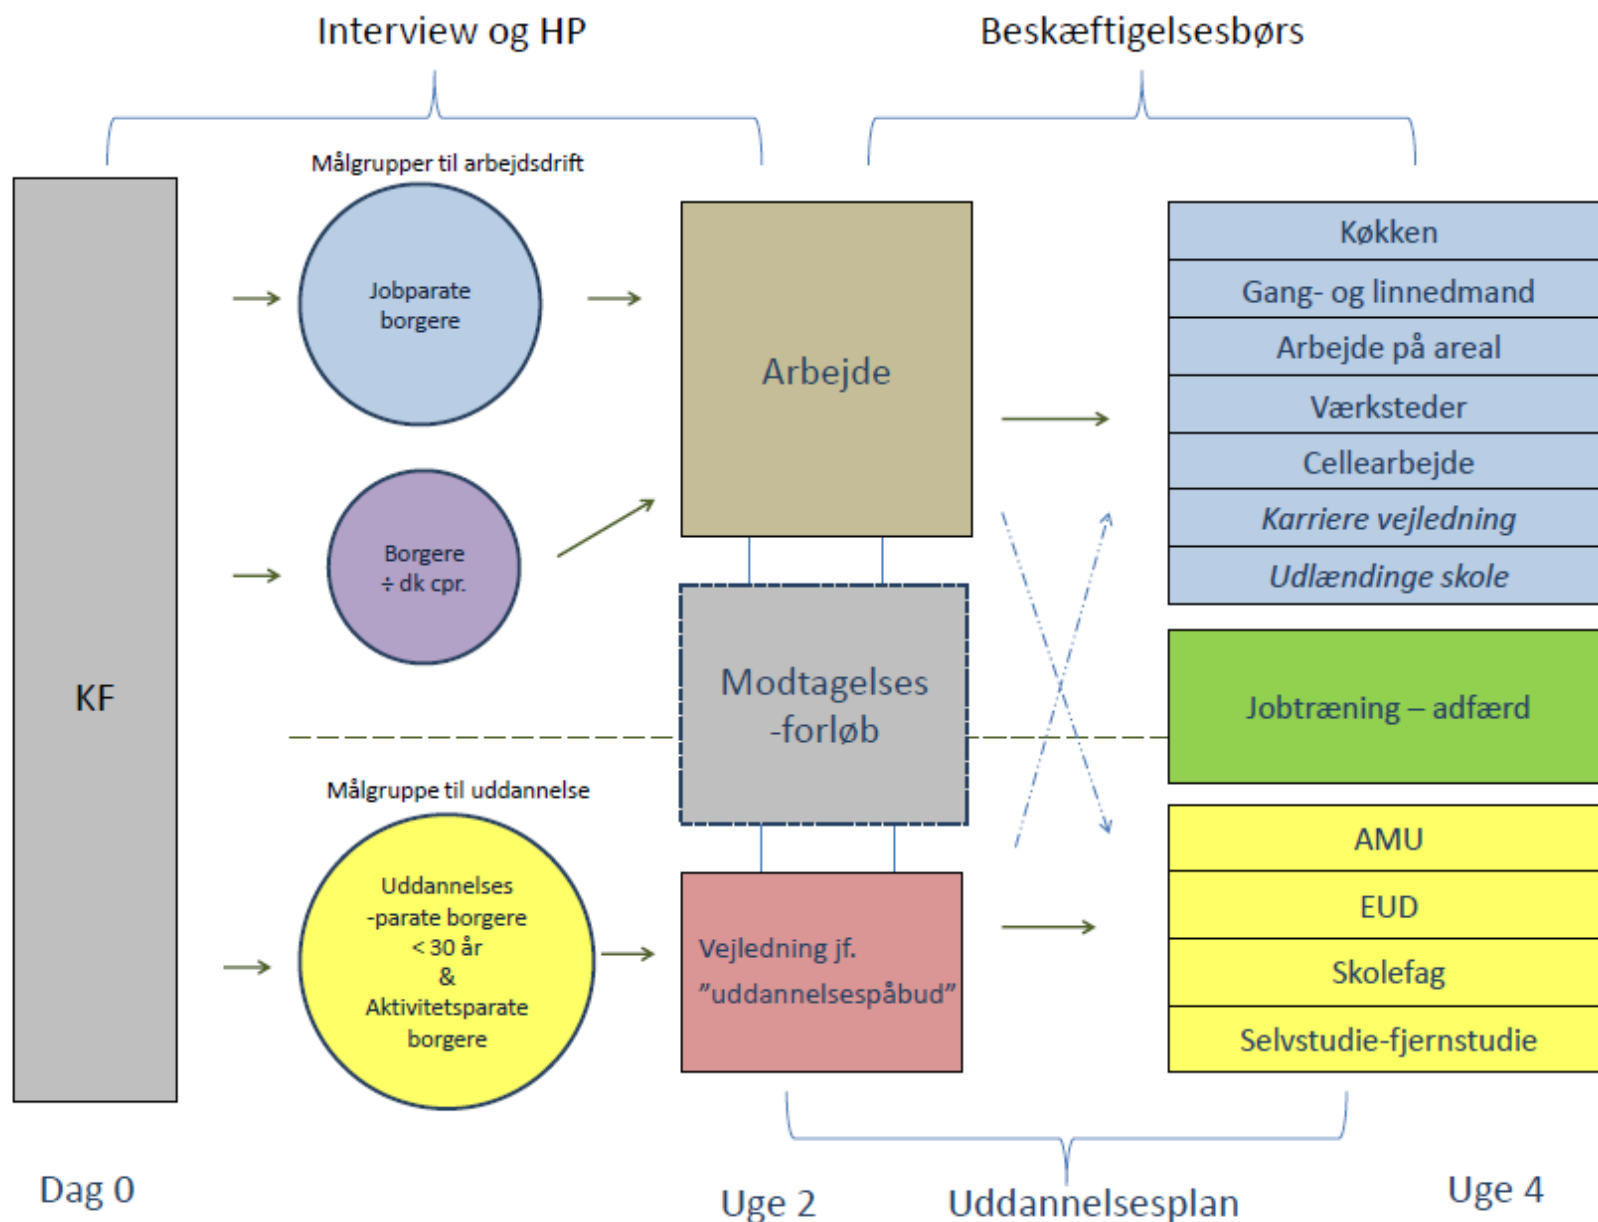 Interview og HP
Beskæftigelsesbørs
Målgrupper til arbejdsdrift
KF
Jobparate
borgere
Borgere
÷ dk cpr.
Målgruppe til uddannelse
Uddannelses
-parate borgere
< 30 år
&
Aktivitetsparate
borgere
Arbejde
Modtagelses
-forløb
Vejledning jf.
”uddannelsespåbud”
Køkken
Gang- og linnedmand
Arbejde på areal
Værksteder
Cellearbejde
Karriere vejledning
Udlændinge skole
Jobtræning – adfærd
AMU
EUD
Skolefag
Selvstudie-fjernstudie
Dag 0
Uge 2
Uddannelsesplan
Uge 4